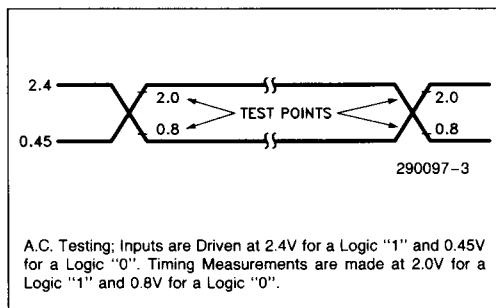 2.4
2.0
TEST POINTS
2.0
0.45
0.8
0.8
290097-3
A.C. Testing; Inputs are Driven at 2.4V for a Logic "1" and 0.45V
for a Logic "0". Timing Measurements are made at 2.0V for a
Logic "1" and 0.8V for a Logic "0".